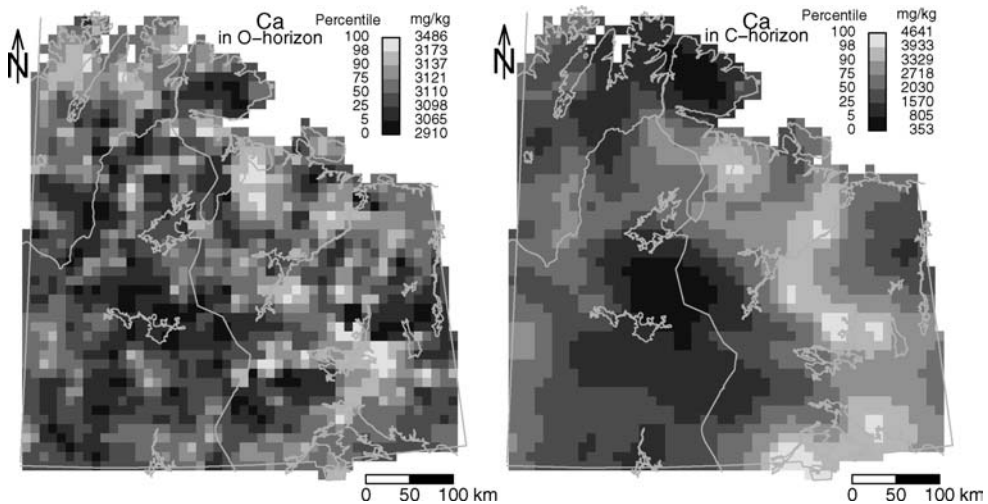 Ca
in O-horizon
Percentile mg/kg
100 3486
98 3173
90 3137
75 3121
50 3110
25 3098
5 3065
0 2910
N
0 50 100 km
Ca
in C-horizon
Percentile mg/kg
100 4641
98 3933
90 3329
75 2718
50 2030
25 1570
5 805
0 353
N
0 50 100 km